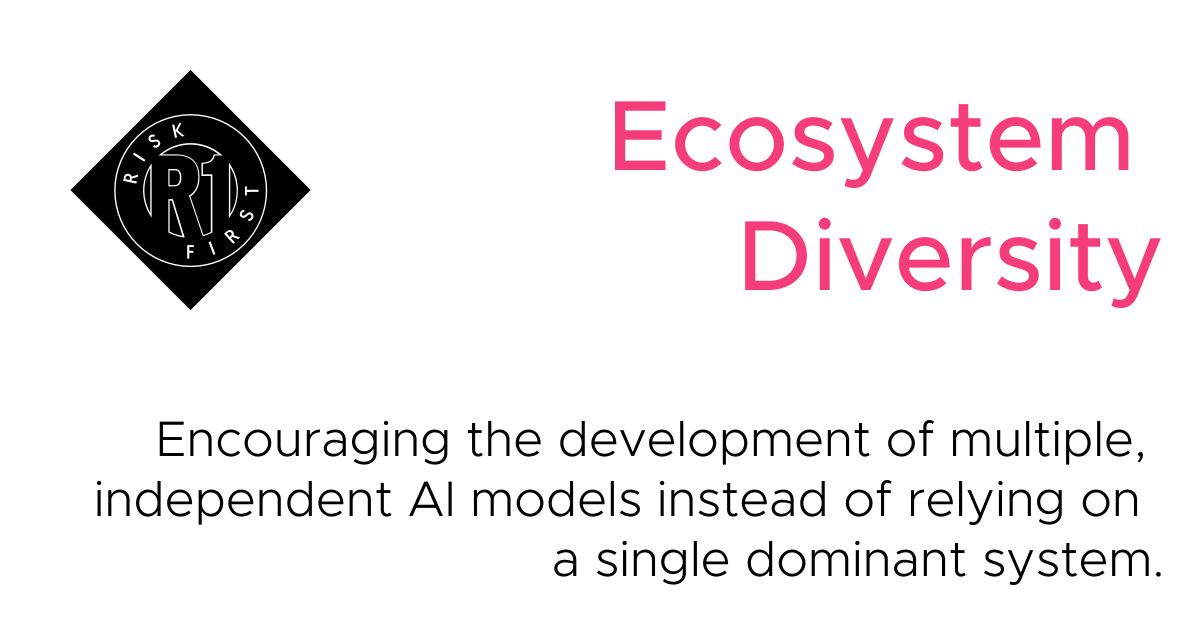 RISK
R1
FIRST
Ecosystem
Diversity
Encouraging the development of multiple,
independent AI models instead of relying on
a single dominant system.